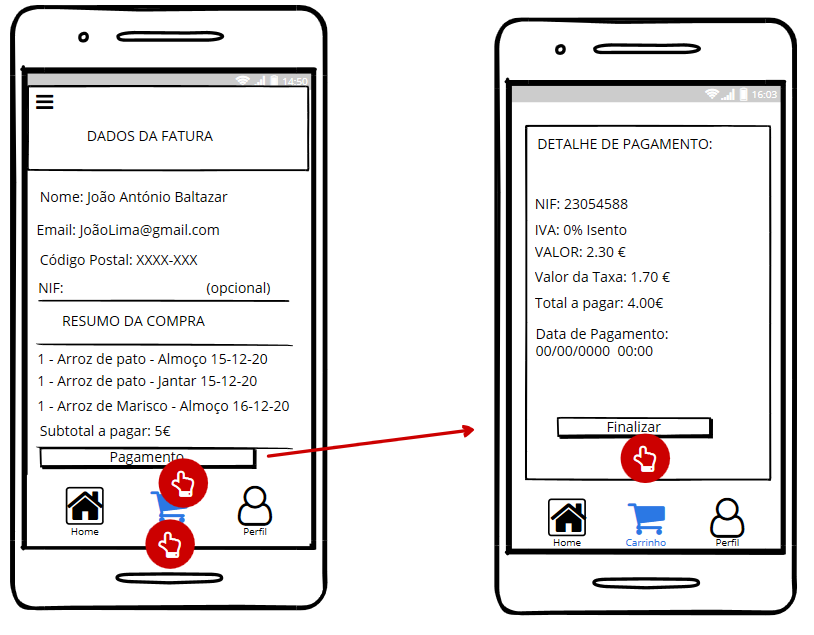 14:50
DADOS DA FATURA
Nome: João António Baltazar
Email: JoãoLima@gmail.com
Código Postal: XXXX-XXX
NIF: (opcional)
RESUMO DA COMPRA
1 - Arroz de pato - Almoço 15-12-20
1 - Arroz de pato - Jantar 15-12-20
1 - Arroz de Marisco - Almoço 16-12-20
Subtotal a pagar: 5€
Pagamento
Home
Perfil
16:03
DETALHE DE PAGAMENTO:
NIF: 23054588
IVA: 0% Isento
VALOR: 2.30 €
Valor da Taxa: 1.70 €
Total a pagar: 4.00€
Data de Pagamento:
00/00/0000 00:00
Finalizar
Home
Carrinho
Perfil